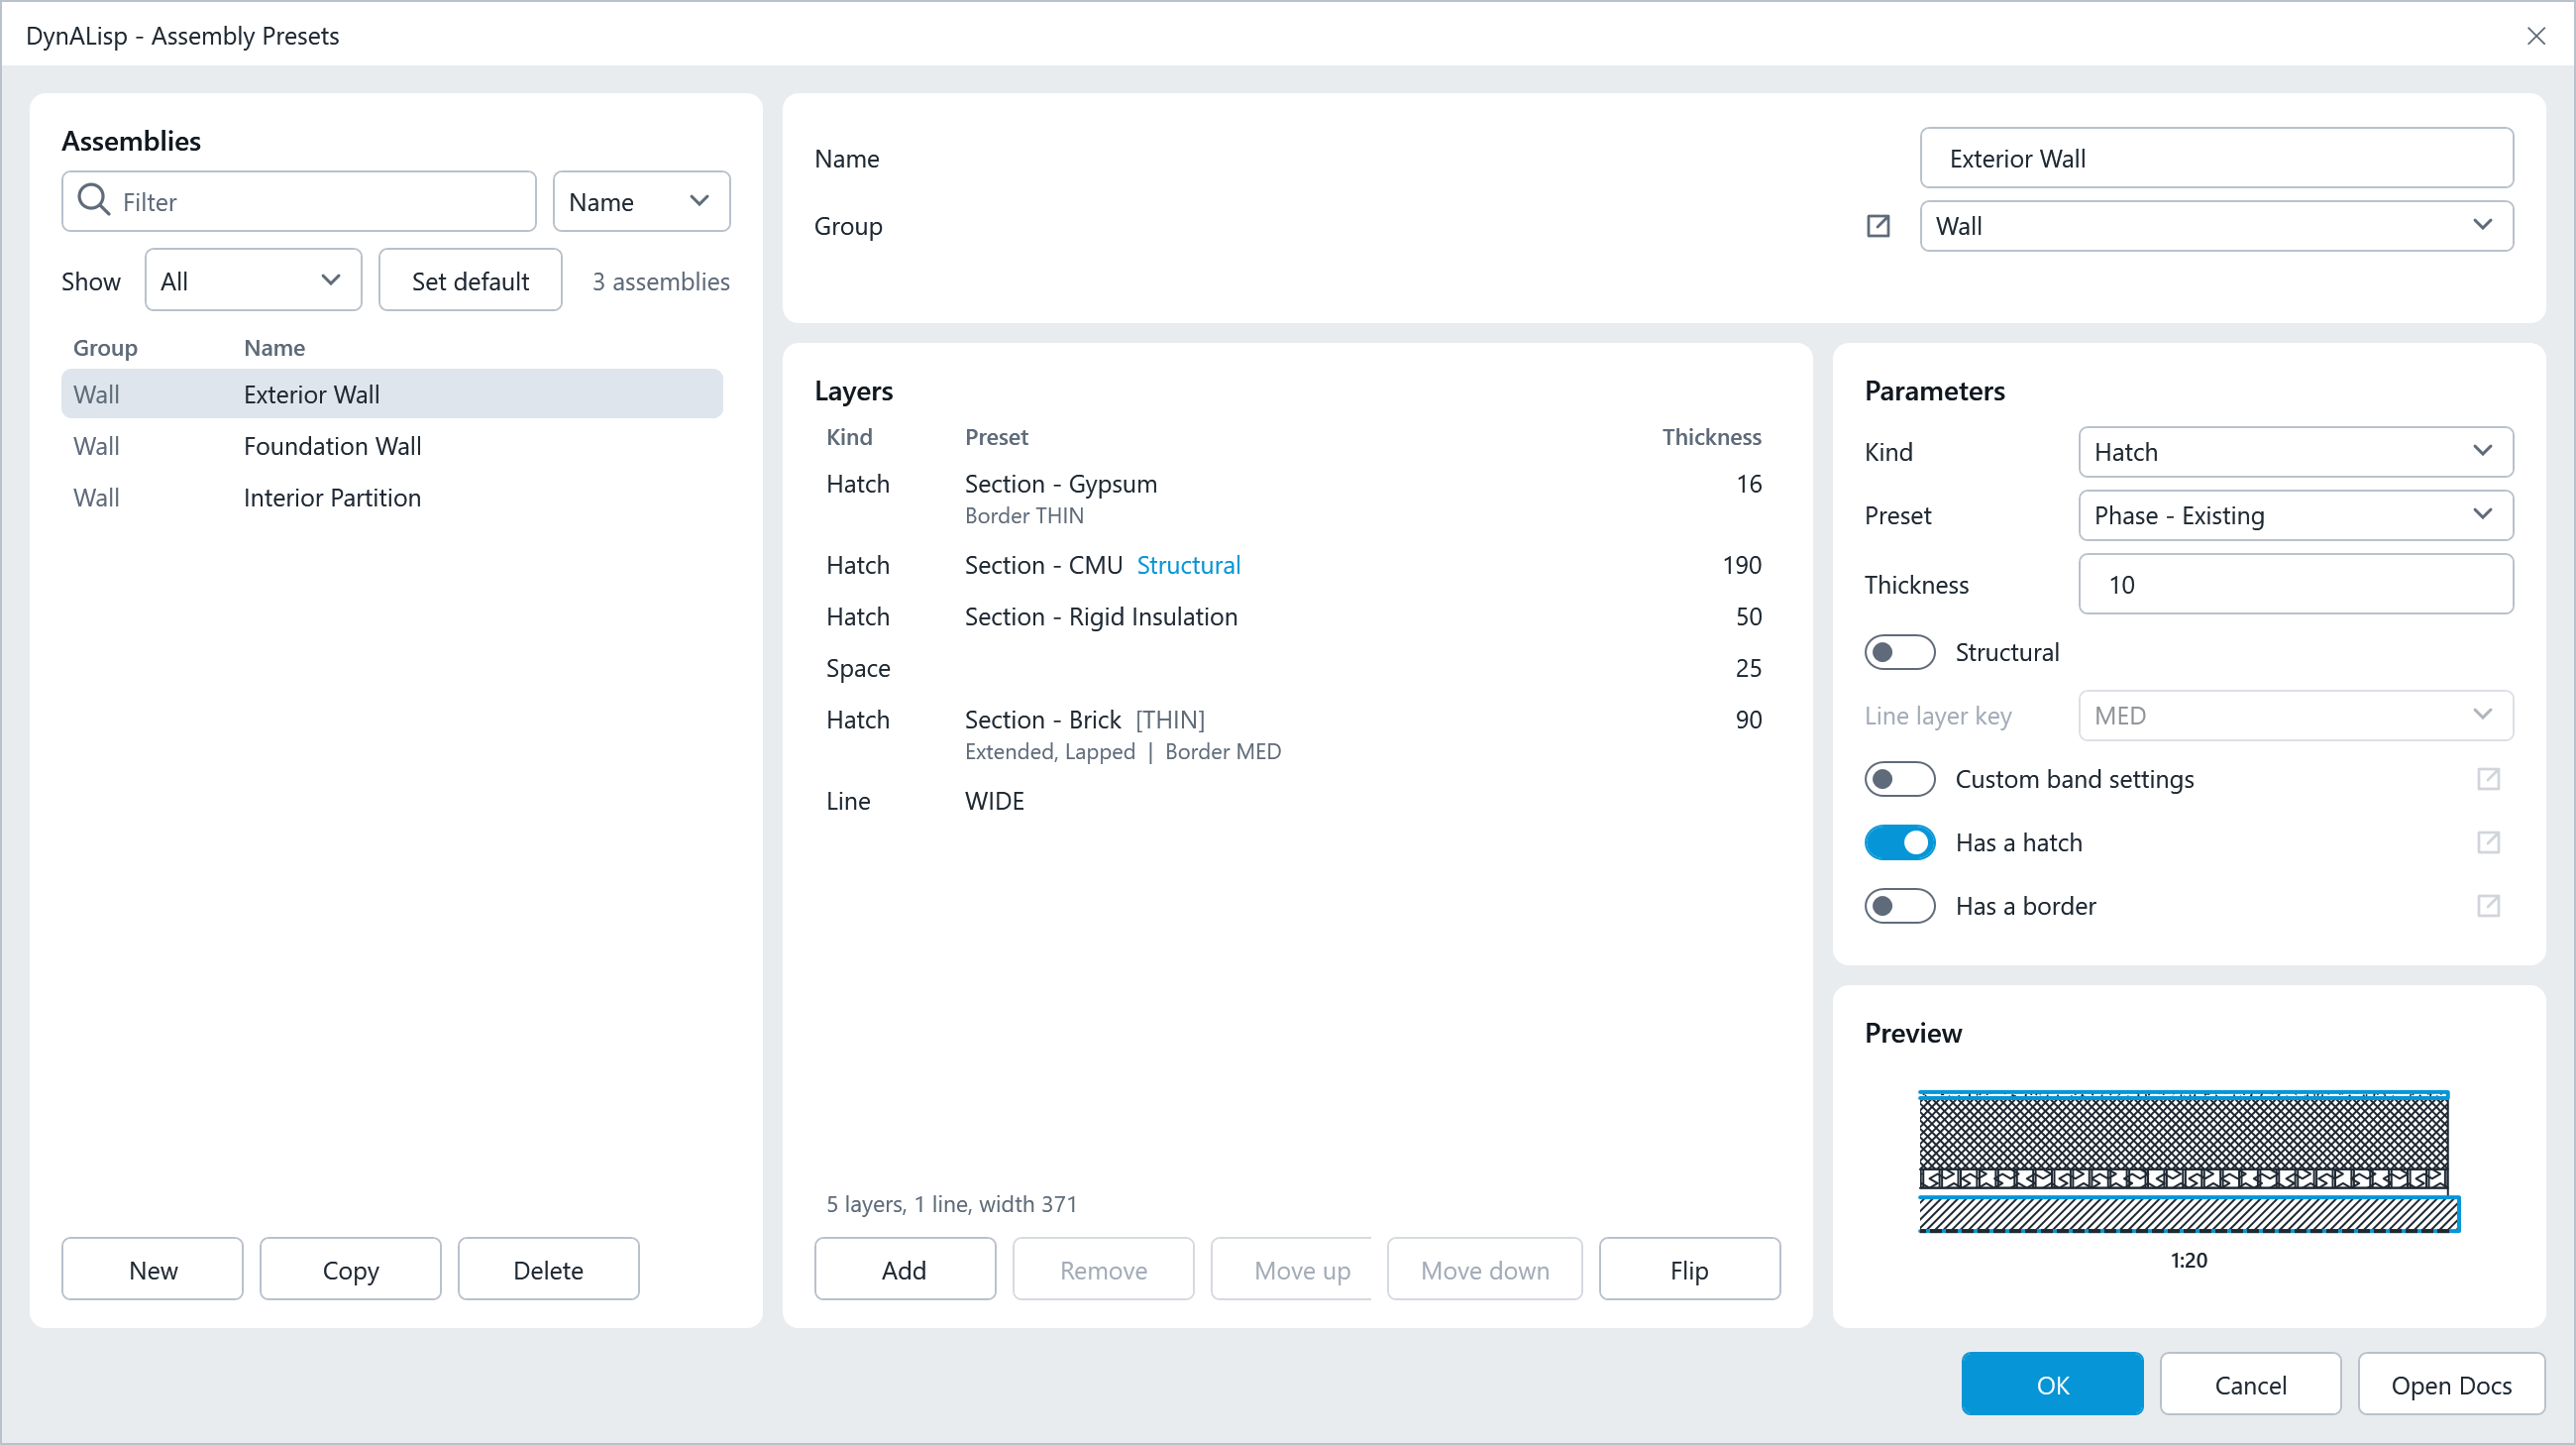 DynALisp - Assembly Presets
Assemblies
Filter
Name
Show
All
Set default
3 assemblies
Group Name
Wall Exterior Wall
Wall Foundation Wall
Wall Interior Partition
New
Copy
Delete
Name
Exterior Wall
Group
Wall
Layers
Kind Preset Thickness
Hatch Section - Gypsum 16
Border THIN
Hatch Section - CMU Structural 190
Hatch Section - Rigid Insulation 50
Space 25
Hatch Section - Brick [THIN] 90
Extended, Lapped | Border MED
Line WIDE
5 layers, 1 line, width 371
Add
Remove
Move up
Move down
Flip
Parameters
Kind
Hatch
Preset
Phase - Existing
Thickness
10
Structural
Line layer key
MED
Custom band settings
Has a hatch
Has a border
Preview
1:20
OK
Cancel
Open Docs